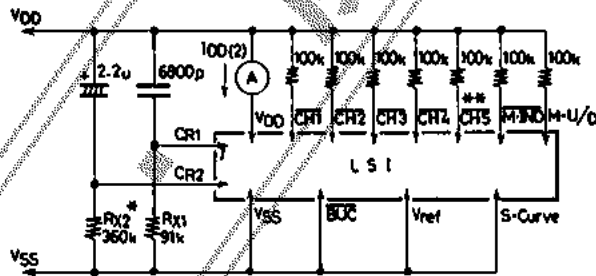 VDD
IDD(2)
+ 2.2u
6800p
A
100k 100k 100k 100k 100k 100k 100k
VDD
CH1 CH2 CH3 CH4 CH5 ** M·IND M·U/D
CR1
CR2
LSI
RX2 *
360k
RX1
91k
VSS
BUC
Vref
S-Curve
VSS